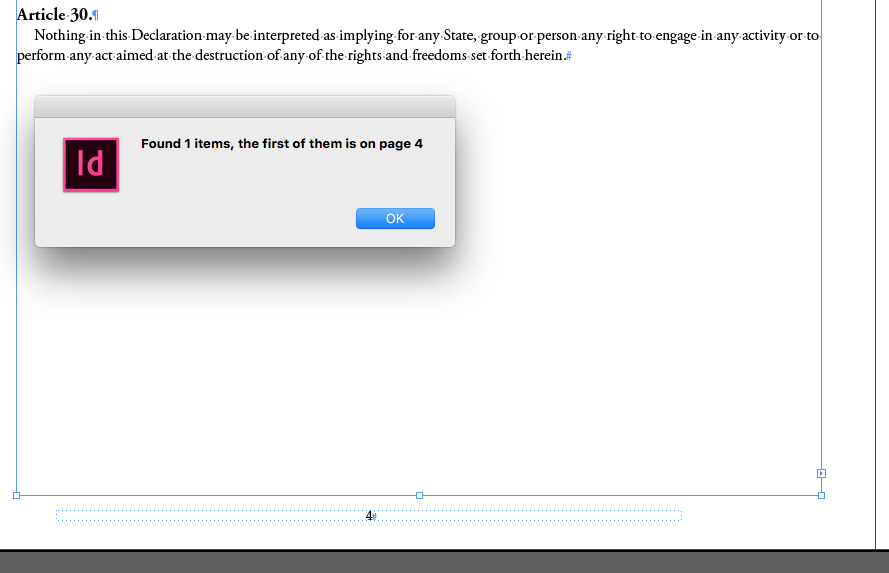 Article 30.¶
Nothing in this Declaration may be interpreted as implying for any State, group or person any right to engage in any activity or to
perform any act aimed at the destruction of any of the rights and freedoms set forth herein.#
Id
Found 1 items, the first of them is on page 4
OK
4#